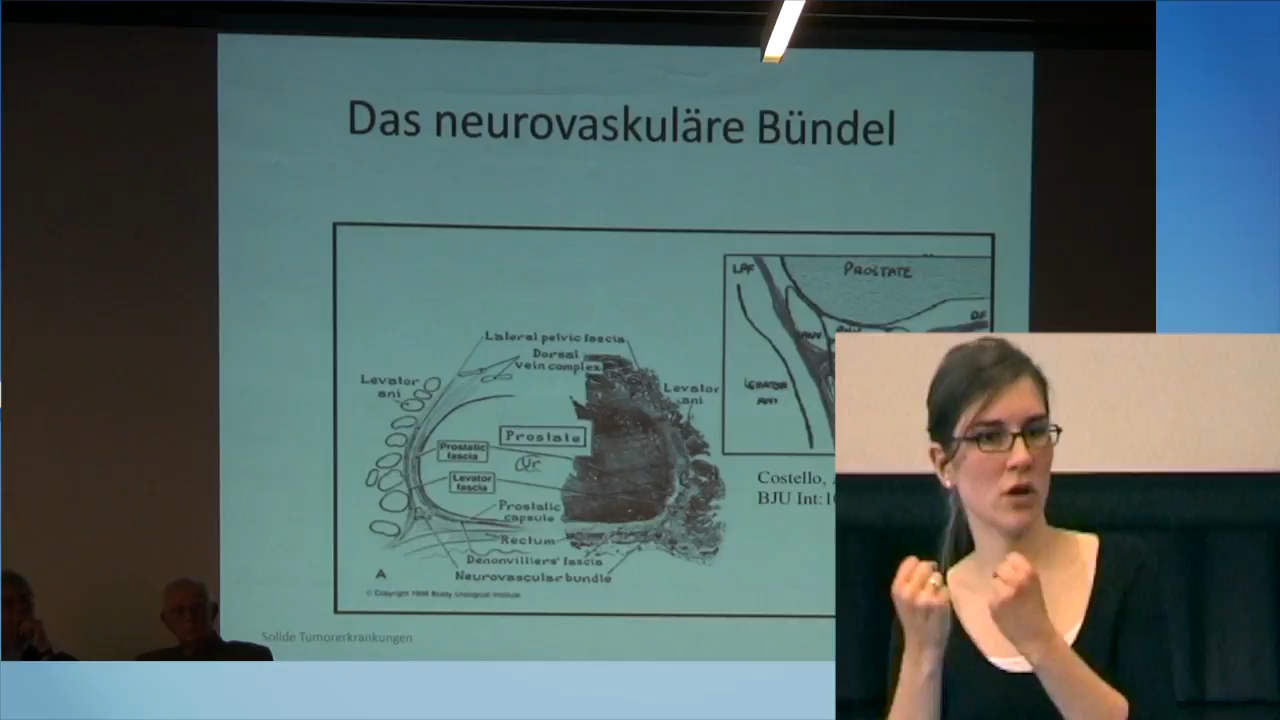 Das neurovaskuläre Bündel
LPF
PROSTATE
DF
LEVATOR
ANI
Lateral pelvic fascia
Dorsal
vein complex
Levator
ani
Levator
ani
Prostate
Prostatic
fascia
Ur
Levator
fascia
Prostatic
capsule
Rectum
Denonvilliers' fascia
Neurovascular bundle
A
© Copyright 1998 Brady Urological Institute
Costello,
BJU Int:
Solide Tumorerkrankungen